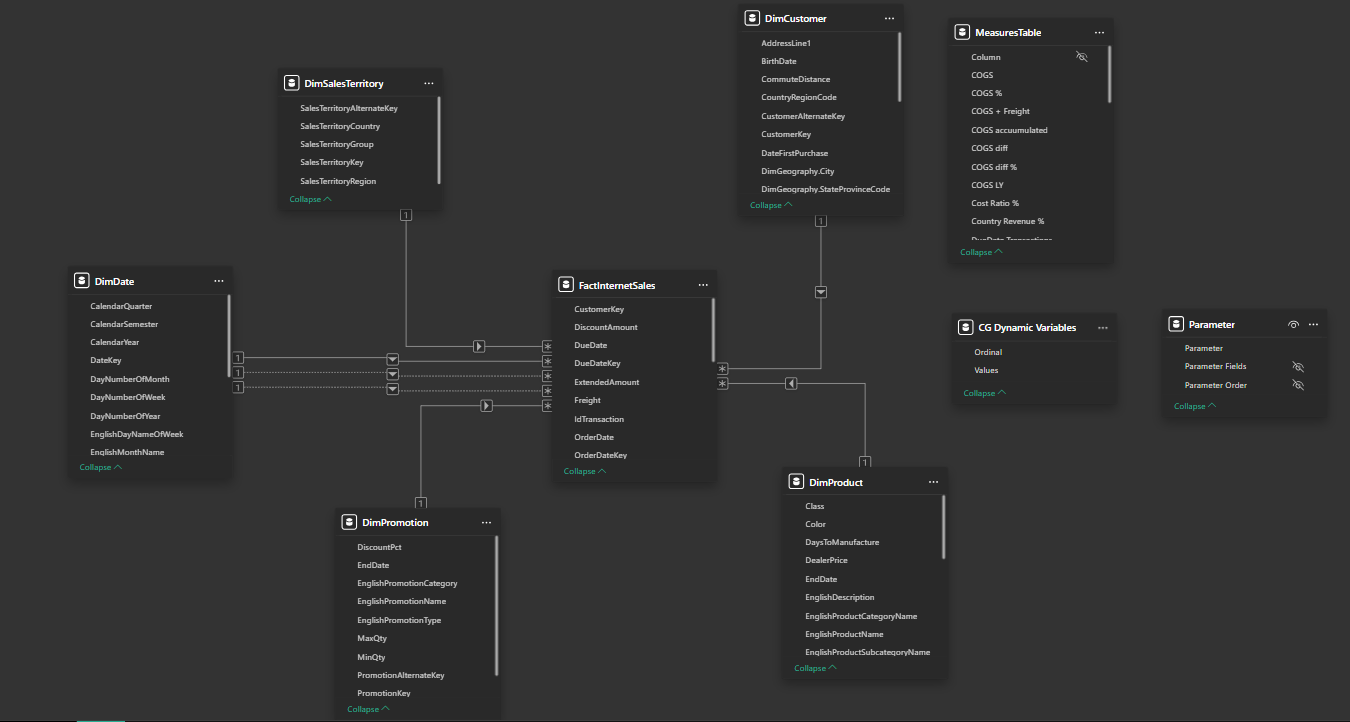 DimSalesTerritory
SalesTerritoryAlternateKey
SalesTerritoryCountry
SalesTerritoryGroup
SalesTerritoryKey
SalesTerritoryRegion
Collapse
1
DimCustomer
AddressLine1
BirthDate
CommuteDistance
CountryRegionCode
CustomerAlternateKey
CustomerKey
DateFirstPurchase
DimGeography.City
DimGeography.StateProvinceCode
Collapse
1
MeasuresTable
Column
COGS
COGS %
COGS + Freight
COGS accuumulated
COGS diff
COGS diff %
COGS LY
Cost Ratio %
Country Revenue %
DueDate Transactions
Collapse
DimDate
CalendarQuarter
CalendarSemester
CalendarYear
DateKey
DayNumberOfMonth
DayNumberOfWeek
DayNumberOfYear
EnglishDayNameOfWeek
EnglishMonthName
Collapse
1
1
1
FactInternetSales
CustomerKey
DiscountAmount
DueDate
DueDateKey
ExtendedAmount
Freight
IdTransaction
OrderDate
OrderDateKey
Collapse
*
*
*
*
*
*
*
CG Dynamic Variables
Ordinal
Values
Collapse
Parameter
Parameter
Parameter Fields
Parameter Order
Collapse
1
DimPromotion
DiscountPct
EndDate
EnglishPromotionCategory
EnglishPromotionName
EnglishPromotionType
MaxQty
MinQty
PromotionAlternateKey
PromotionKey
Collapse
1
DimProduct
Class
Color
DaysToManufacture
DealerPrice
EndDate
EnglishDescription
EnglishProductCategoryName
EnglishProductName
EnglishProductSubcategoryName
Collapse